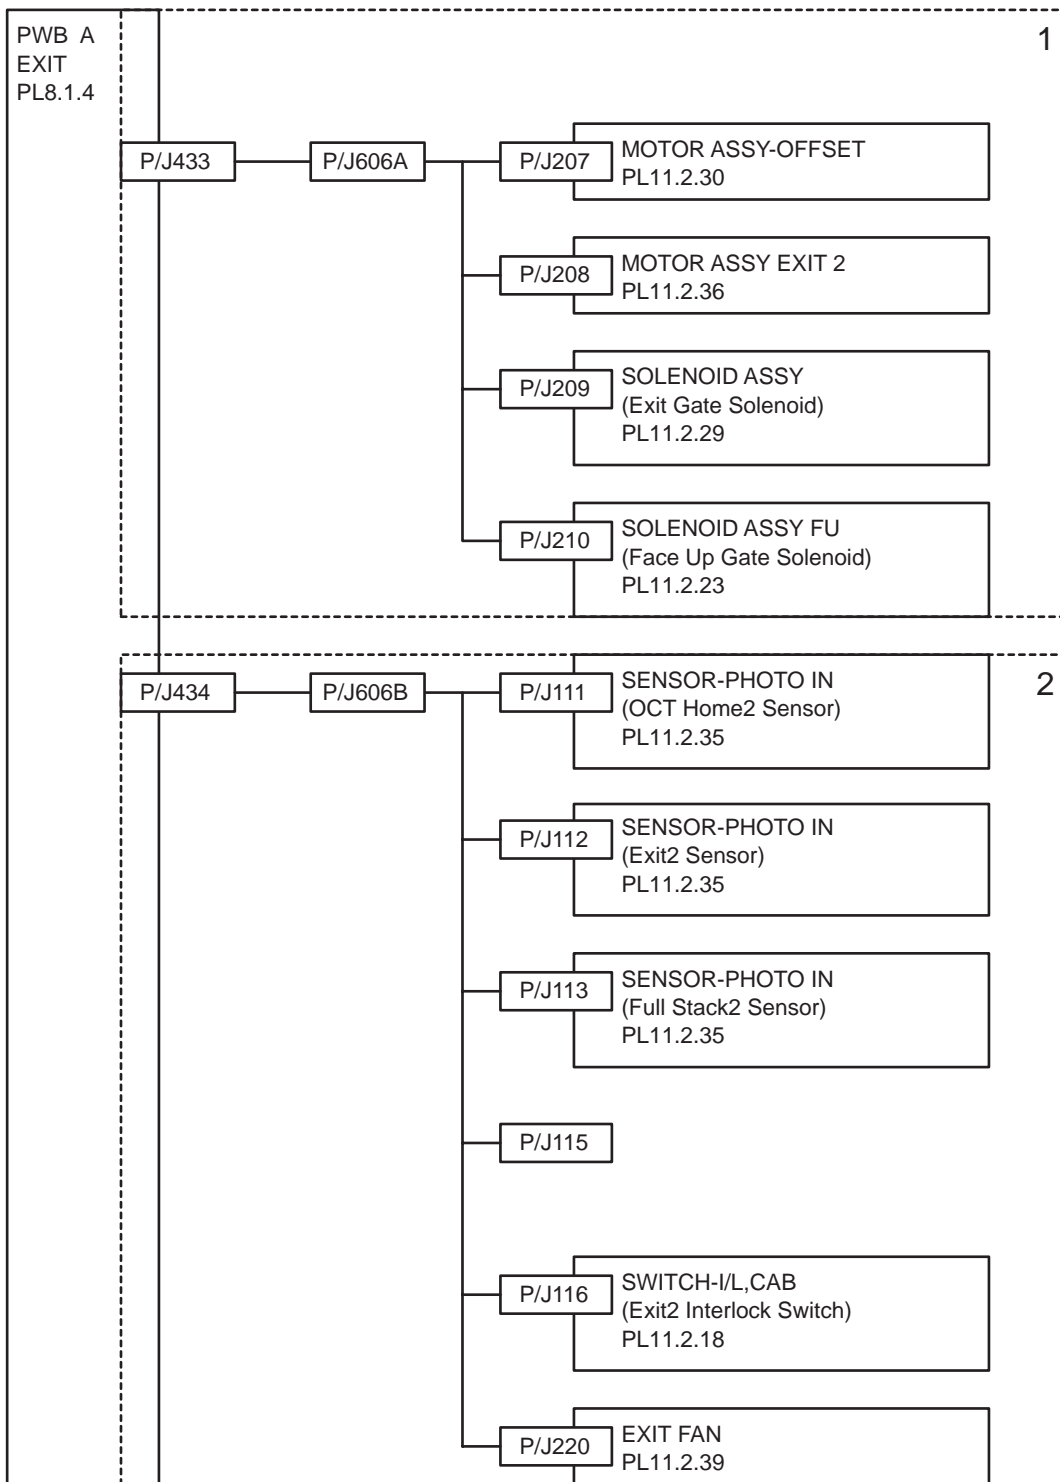 PWB A
EXIT
PL8.1.4
1
P/J433
P/J606A
P/J207
MOTOR ASSY-OFFSET
PL11.2.30
P/J208
MOTOR ASSY EXIT 2
PL11.2.36
P/J209
SOLENOID ASSY
(Exit Gate Solenoid)
PL11.2.29
P/J210
SOLENOID ASSY FU
(Face Up Gate Solenoid)
PL11.2.23
2
P/J434
P/J606B
P/J111
SENSOR-PHOTO IN
(OCT Home2 Sensor)
PL11.2.35
P/J112
SENSOR-PHOTO IN
(Exit2 Sensor)
PL11.2.35
P/J113
SENSOR-PHOTO IN
(Full Stack2 Sensor)
PL11.2.35
P/J115
P/J116
SWITCH-I/L,CAB
(Exit2 Interlock Switch)
PL11.2.18
P/J220
EXIT FAN
PL11.2.39